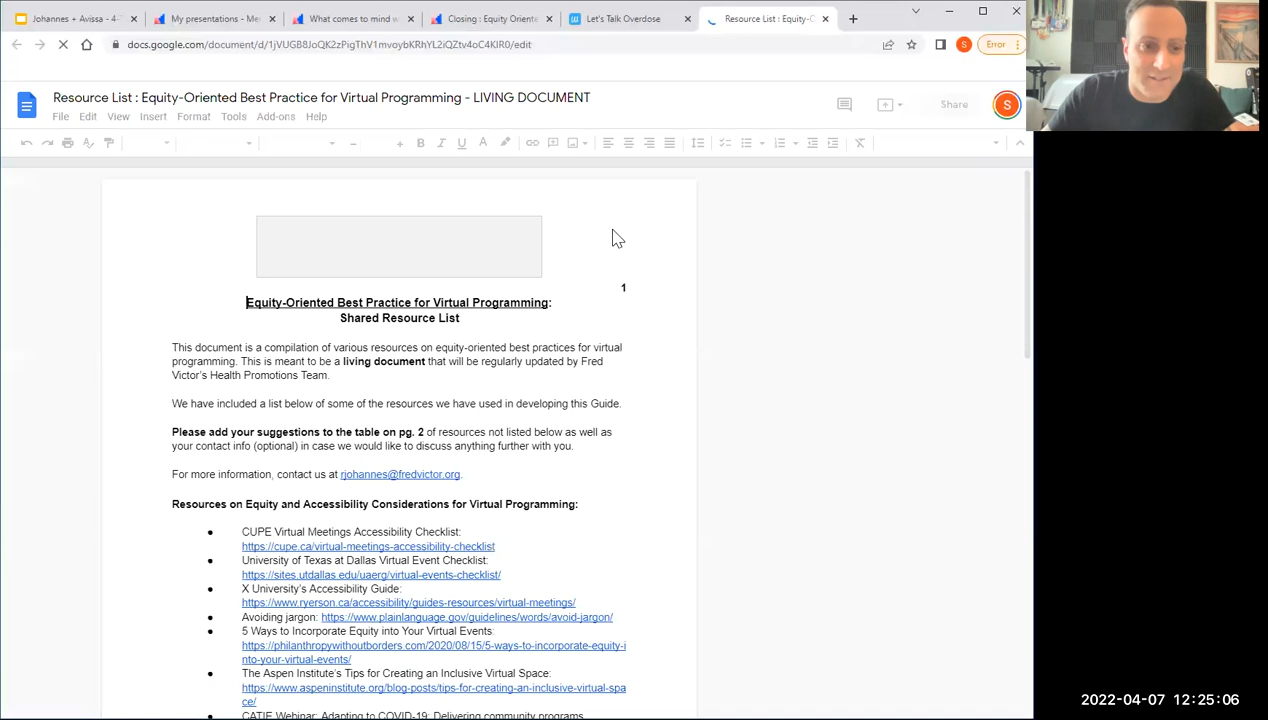 Johannes + Avissa - 4-
My presentations - Me
What comes to mind w
Closing : Equity Oriente
Let's Talk Overdose
Resource List : Equity-C
docs.google.com/document/d/1jVUGB8JoQK2zPigThV1mvoybKRhYL2iQZtv4oC4KIR0/edit
S
Error
Resource List : Equity-Oriented Best Practice for Virtual Programming - LIVING DOCUMENT
File Edit View Insert Format Tools Add-ons Help
Share
S
1
Equity-Oriented Best Practice for Virtual Programming:
Shared Resource List
This document is a compilation of various resources on equity-oriented best practices for virtual
programming. This is meant to be a living document that will be regularly updated by Fred
Victor's Health Promotions Team.
We have included a list below of some of the resources we have used in developing this Guide.
Please add your suggestions to the table on pg. 2 of resources not listed below as well as
your contact info (optional) in case we would like to discuss anything further with you.
For more information, contact us at rjohannes@fredvictor.org.
Resources on Equity and Accessibility Considerations for Virtual Programming:
● CUPE Virtual Meetings Accessibility Checklist:
https://cupe.ca/virtual-meetings-accessibility-checklist
● University of Texas at Dallas Virtual Event Checklist:
https://sites.utdallas.edu/uaerg/virtual-events-checklist/
● X University's Accessibility Guide:
https://www.ryerson.ca/accessibility/guides-resources/virtual-meetings/
● Avoiding jargon: https://www.plainlanguage.gov/guidelines/words/avoid-jargon/
● 5 Ways to Incorporate Equity into Your Virtual Events:
https://philanthropywithoutborders.com/2020/08/15/5-ways-to-incorporate-equity-i
nto-your-virtual-events/
● The Aspen Institute's Tips for Creating an Inclusive Virtual Space:
https://www.aspeninstitute.org/blog-posts/tips-for-creating-an-inclusive-virtual-spa
ce/
● CATIE Webinar: Adapting to COVID-19: Delivering community programs
2022-04-07 12:25:06